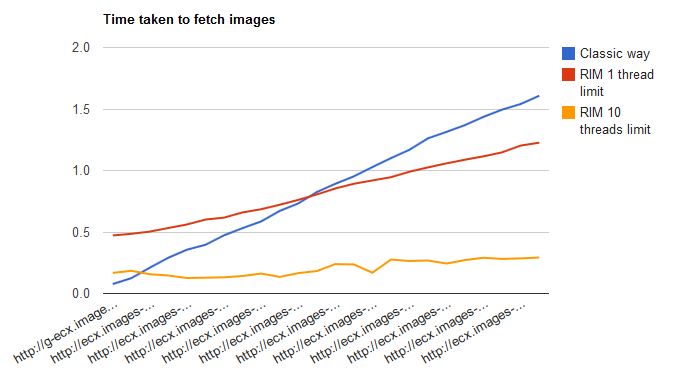 Time taken to fetch images
2.0
1.5
1.0
0.5
0.0
Classic way
RIM 1 thread
limit
RIM 10
threads limit
http://g-ecx.image...
http://ecx.images-...
http://ecx.images-...
http://ecx.images-...
http://ecx.images-...
http://ecx.images-...
http://ecx.images-...
http://ecx.images-...
http://ecx.images-...
http://ecx.images-...
http://ecx.images-...
http://ecx.images-...